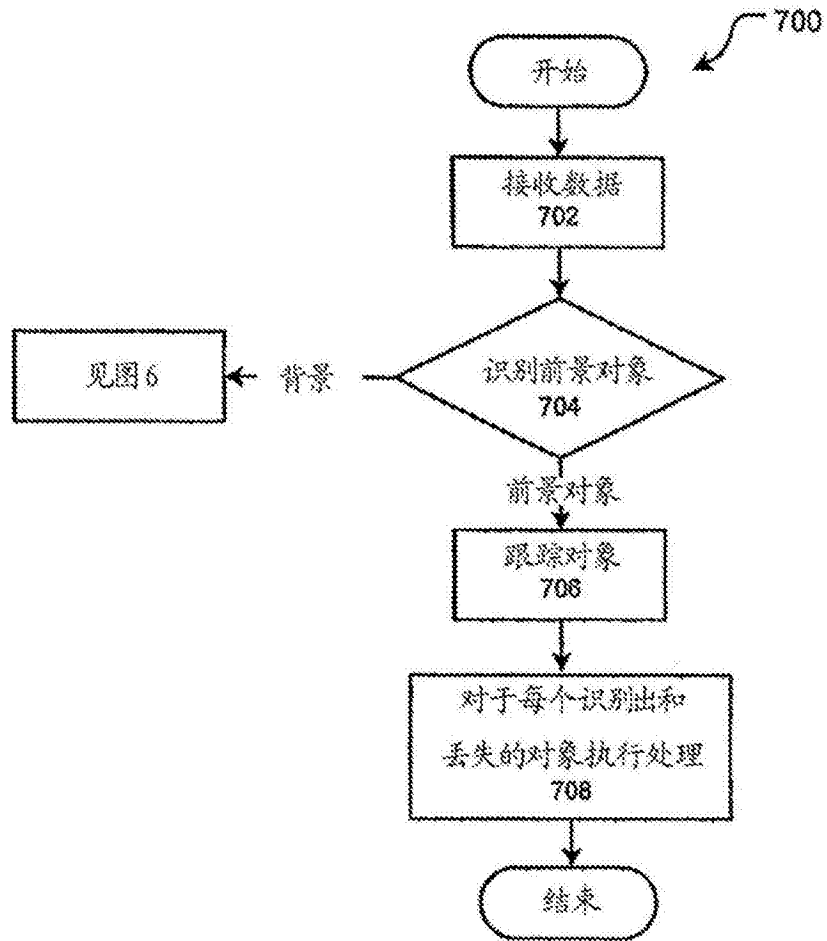 700
开始
接收数据
702
识别前景对象
704
背景
见图6
前景对象
跟踪对象
706
对于每个识别出和
丢失的对象执行处理
708
结束